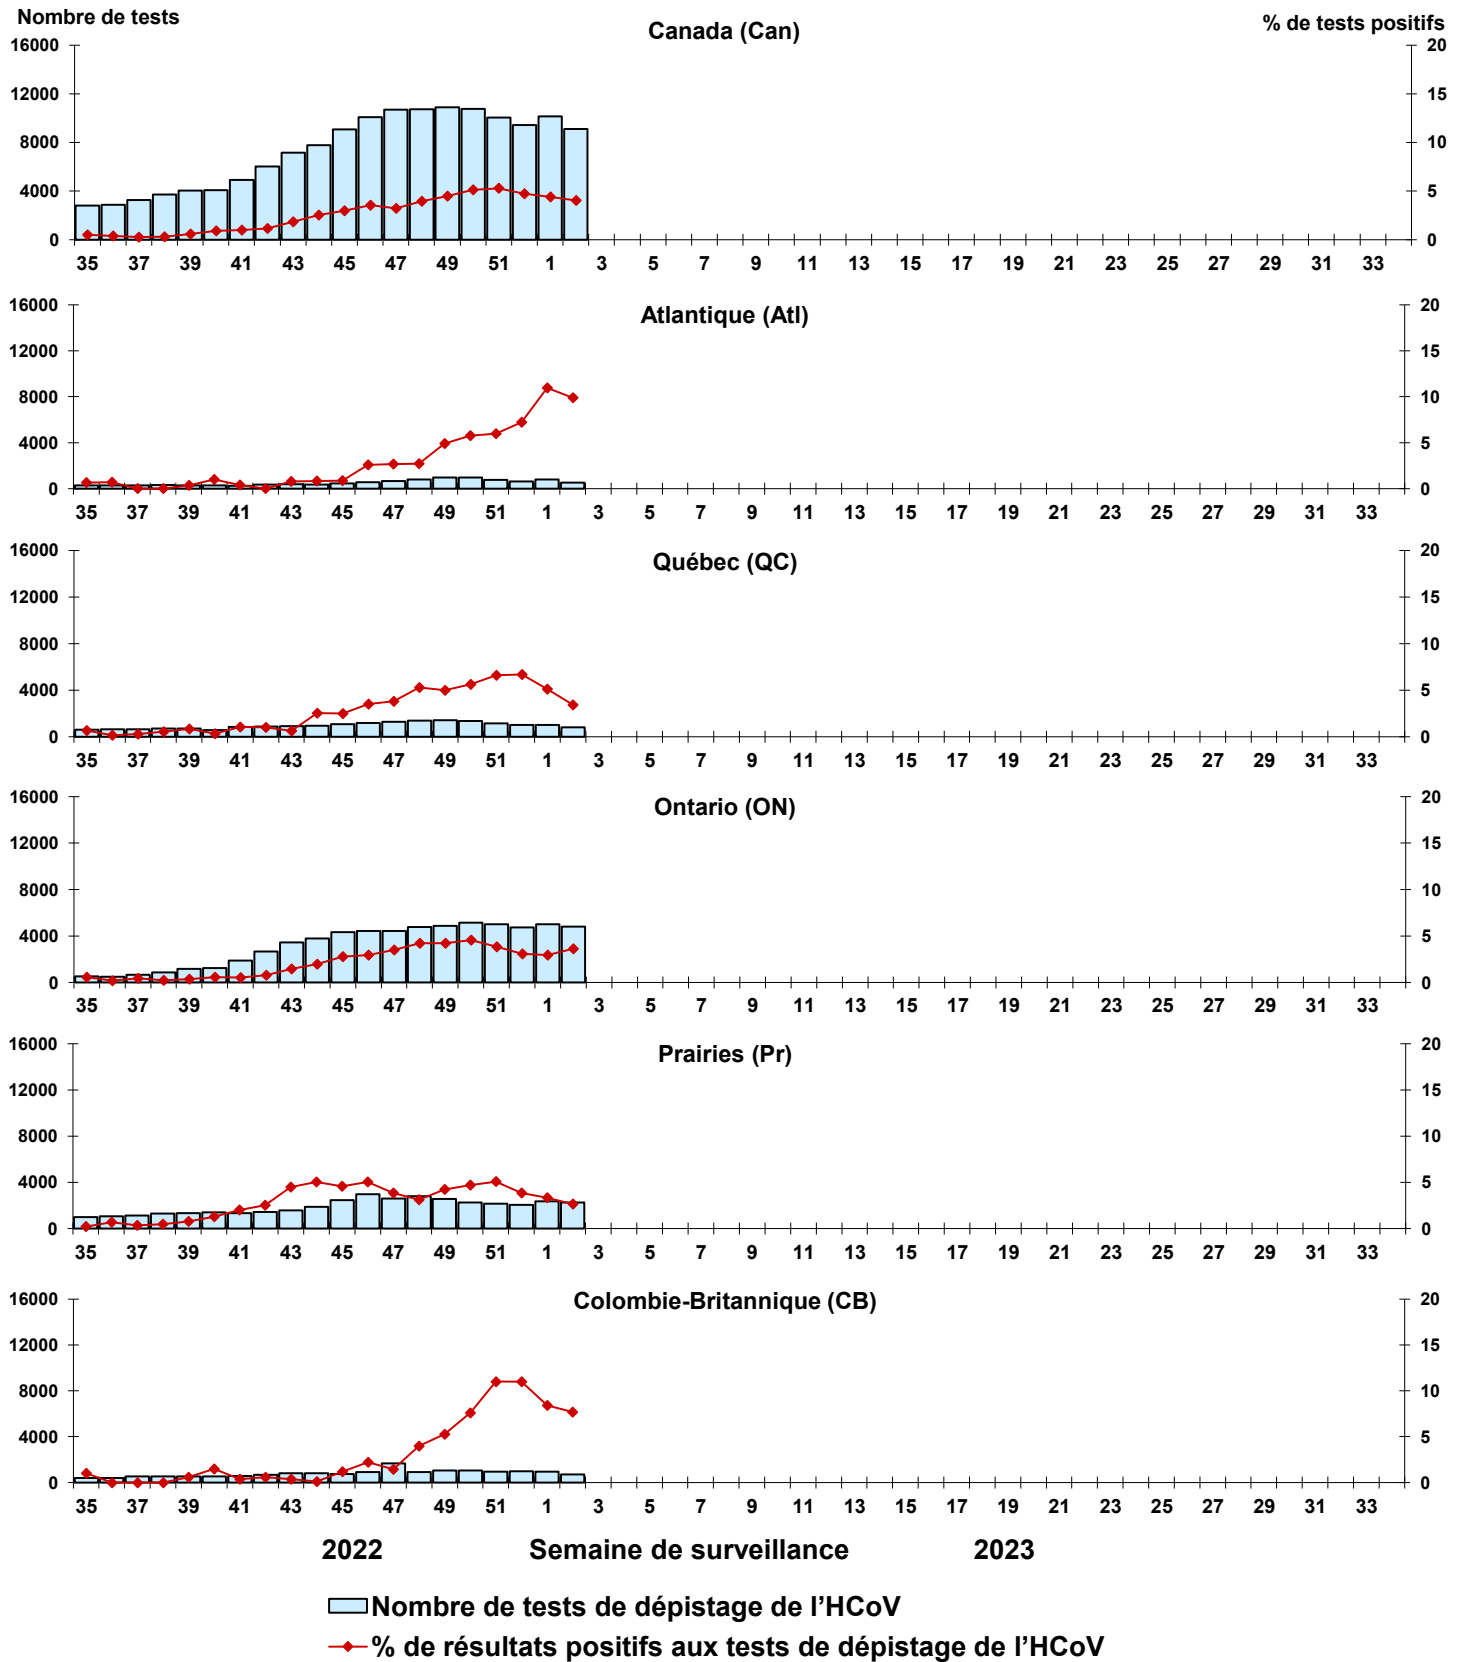 Nombre de tests
Canada (Can)
% de tests positifs
16000 20
12000 15
8000 10
4000 5
0 0
35 37 39 41 43 45 47 49 51 1 3 5 7 9 11 13 15 17 19 21 23 25 27 29 31 33
Atlantique (Atl)
16000 20
12000 15
8000 10
4000 5
0 0
35 37 39 41 43 45 47 49 51 1 3 5 7 9 11 13 15 17 19 21 23 25 27 29 31 33
Québec (QC)
16000 20
12000 15
8000 10
4000 5
0 0
35 37 39 41 43 45 47 49 51 1 3 5 7 9 11 13 15 17 19 21 23 25 27 29 31 33
Ontario (ON)
16000 20
12000 15
8000 10
4000 5
0 0
35 37 39 41 43 45 47 49 51 1 3 5 7 9 11 13 15 17 19 21 23 25 27 29 31 33
Prairies (Pr)
16000 20
12000 15
8000 10
4000 5
0 0
35 37 39 41 43 45 47 49 51 1 3 5 7 9 11 13 15 17 19 21 23 25 27 29 31 33
Colombie-Britannique (CB)
16000 20
12000 15
8000 10
4000 5
0 0
35 37 39 41 43 45 47 49 51 1 3 5 7 9 11 13 15 17 19 21 23 25 27 29 31 33
2022 Semaine de surveillance 2023
Nombre de tests de dépistage de l’HCoV
% de résultats positifs aux tests de dépistage de l’HCoV